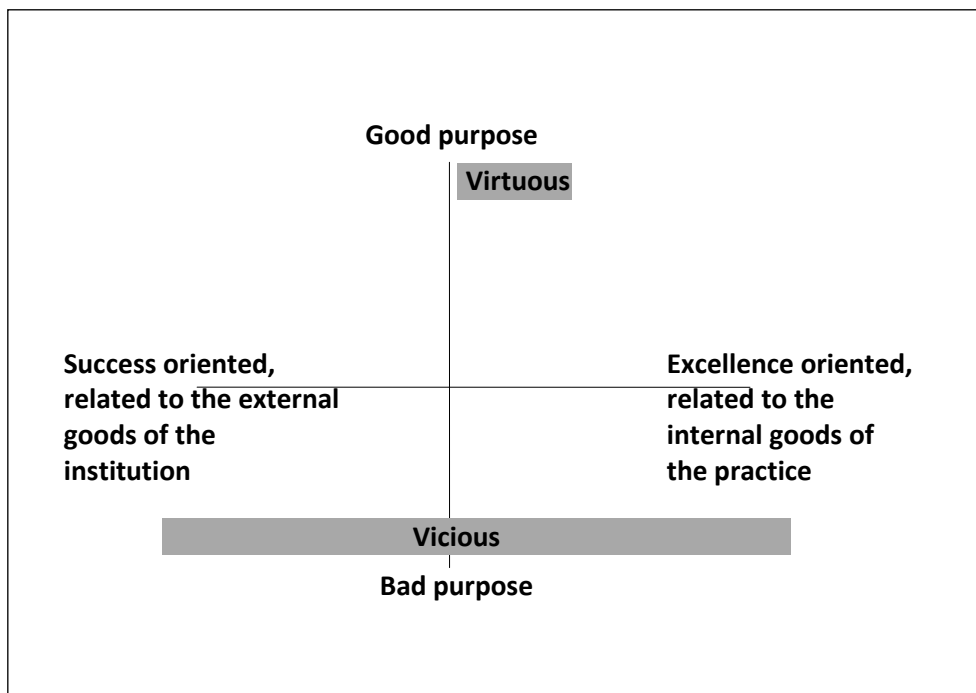 Good purpose
Virtuous
Success oriented,
related to the external
goods of the
institution
Excellence oriented,
related to the
internal goods of
the practice
Vicious
Bad purpose